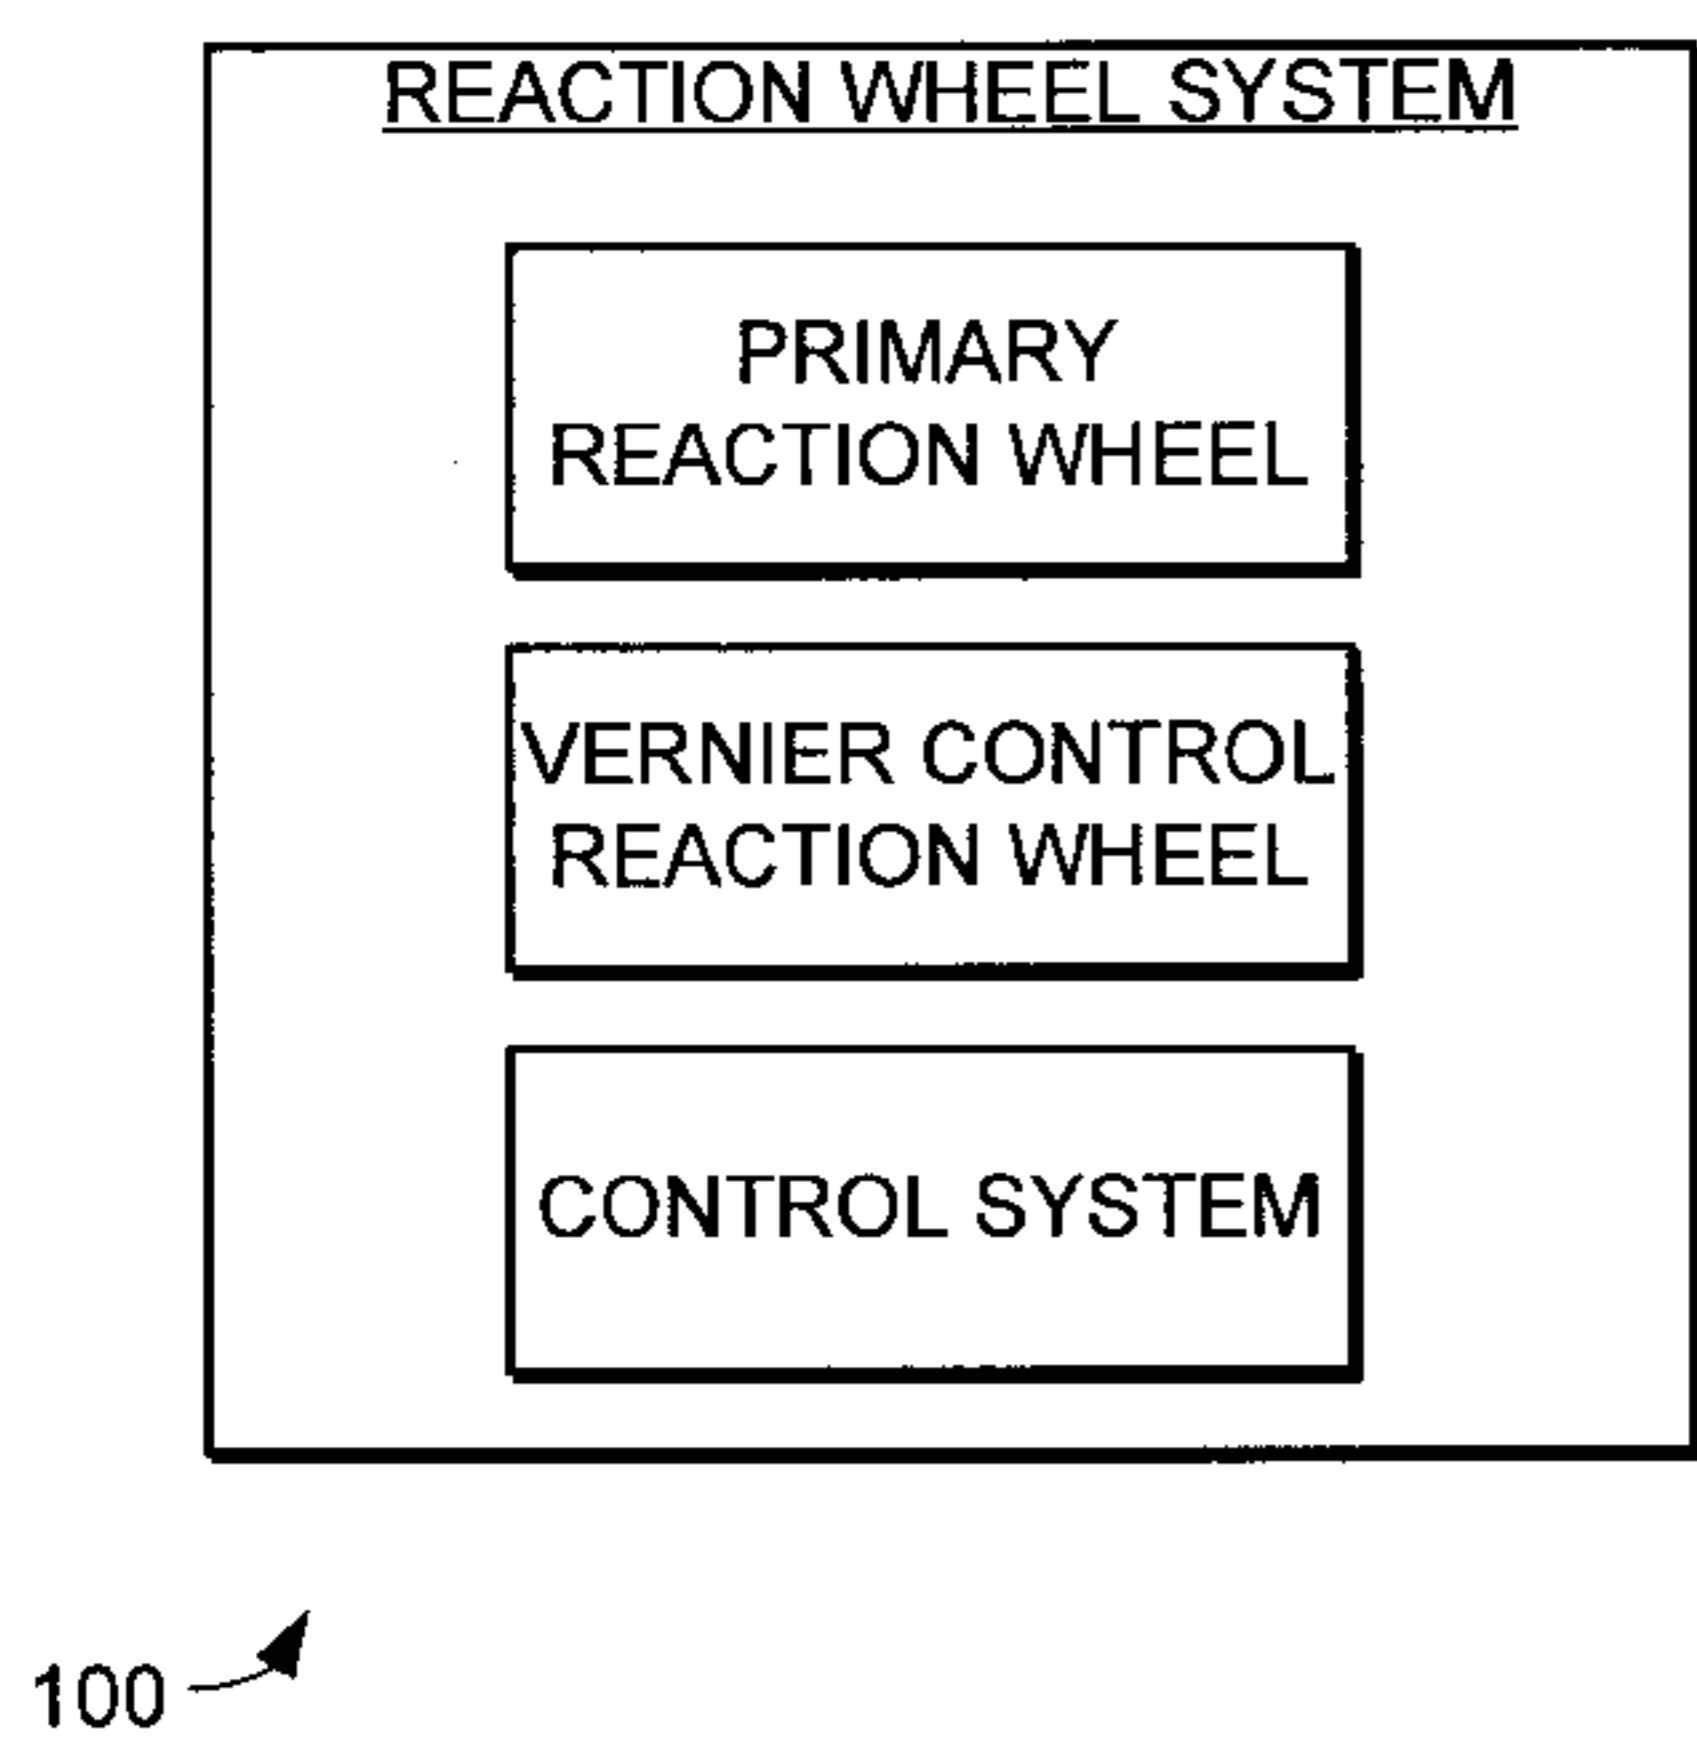 REACTION WHEEL SYSTEM
PRIMARY
REACTION WHEEL
VERNIER CONTROL
REACTION WHEEL
CONTROL SYSTEM
100